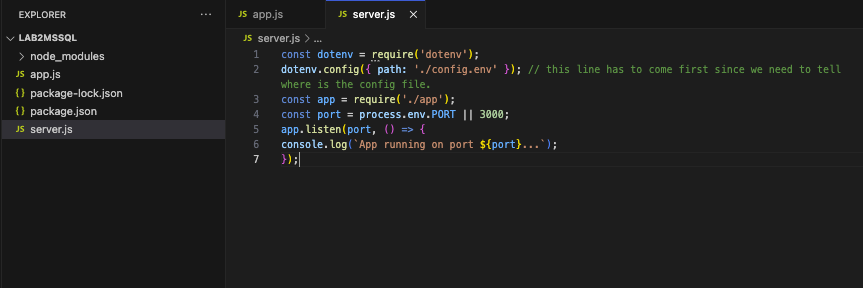 EXPLORER
...
LAB2MSSQL
node_modules
JS app.js
{} package-lock.json
{} package.json
JS server.js
JS app.js
JS server.js
JS server.js > ...
1 const dotenv = require('dotenv');
2 dotenv.config({ path: './config.env' }); // this line has to come first since we need to tell
where is the config file.
3 const app = require('./app');
4 const port = process.env.PORT || 3000;
5 app.listen(port, () => {
6 console.log(`App running on port ${port}...`);
7 });